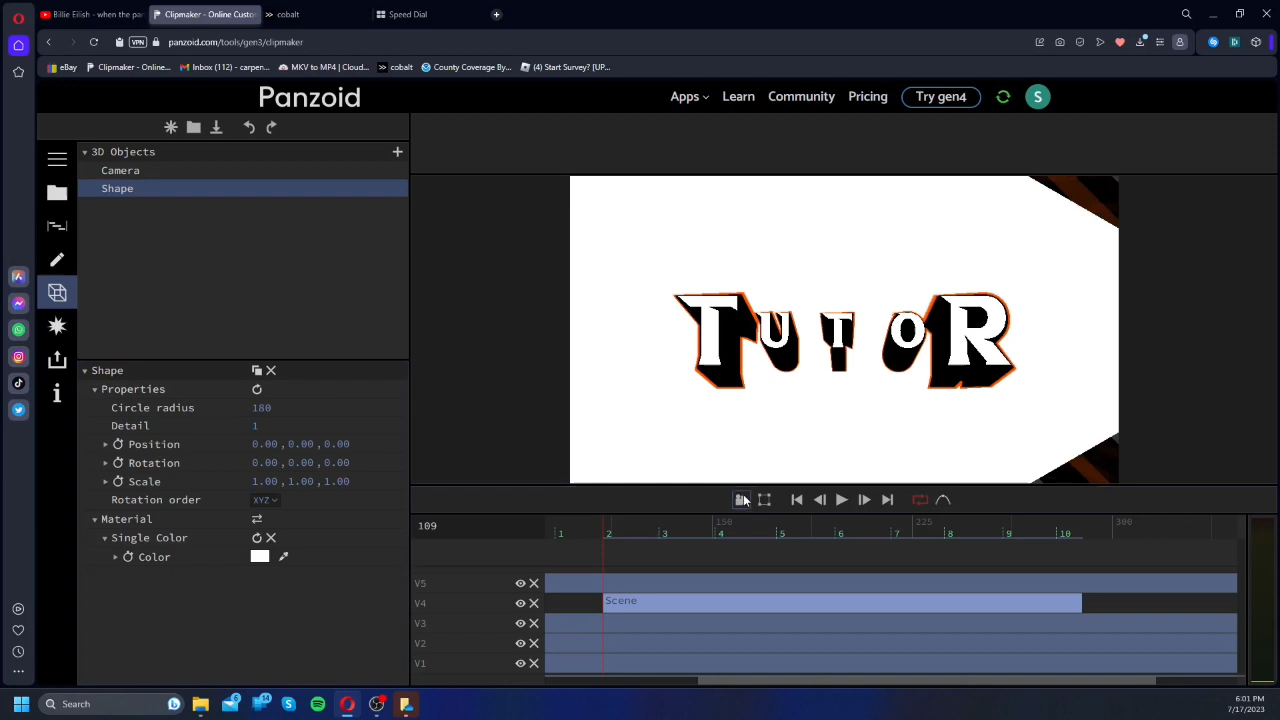 Billie Eilish - when the pa
Clipmaker - Online Custo
cobalt
Speed Dial
VPN
panzoid.com/tools/gen3/clipmaker
eBay
Clipmaker - Online...
Inbox (112) - carpen...
MKV to MP4 | Cloud...
cobalt
County Coverage By...
(4) Start Survey? [UP...
Panzoid
Apps
Learn
Community
Pricing
Try gen4
S
3D Objects
Camera
Shape
TUTOR
Shape
Properties
Circle radius 180
Detail 1
Position 0.00, 0.00, 0.00
Rotation 0.00, 0.00, 0.00
Scale 1.00, 1.00, 1.00
Rotation order XYZ
Material
Single Color
Color
109
150 225 300
1 2 3 4 5 6 7 8 9 10
V5
V4 Scene
V3
V2
V1
Search
6
14
6:01 PM
7/17/2023